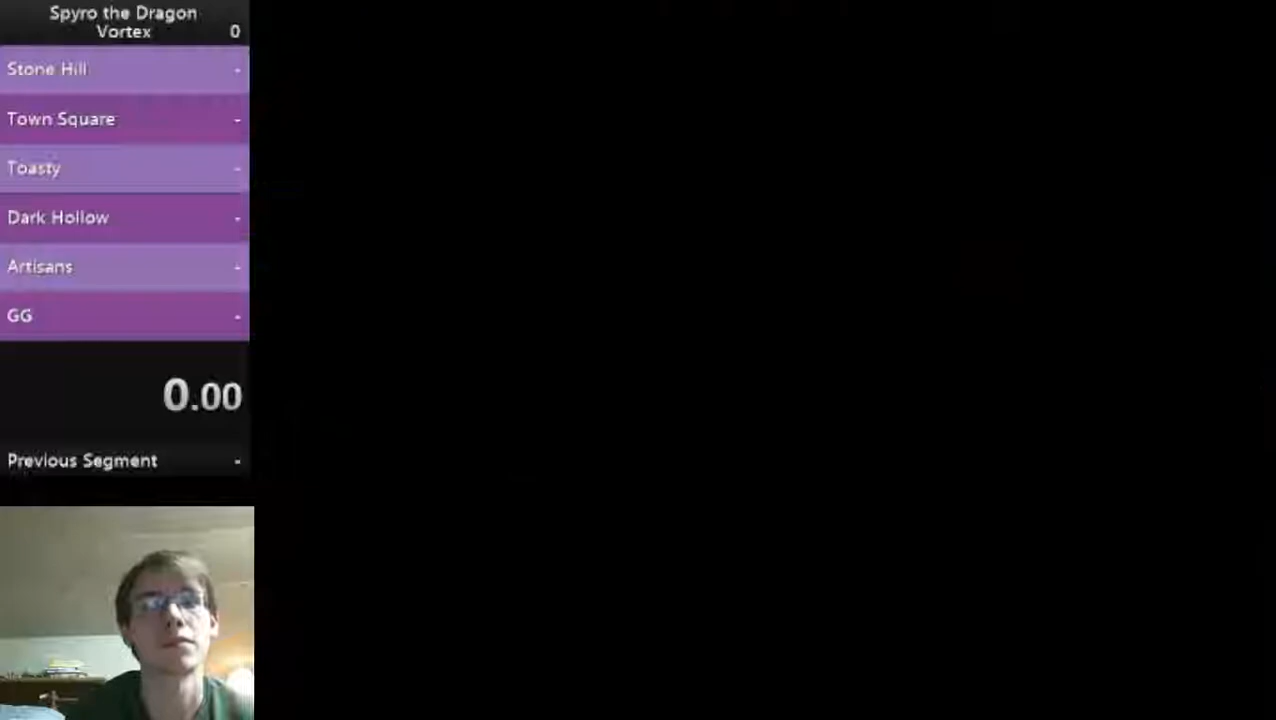 Spyro the Dragon
Vortex 0
Stone Hill -
Town Square -
Toasty -
Dark Hollow -
Artisans -
GG -
0.00
Previous Segment -